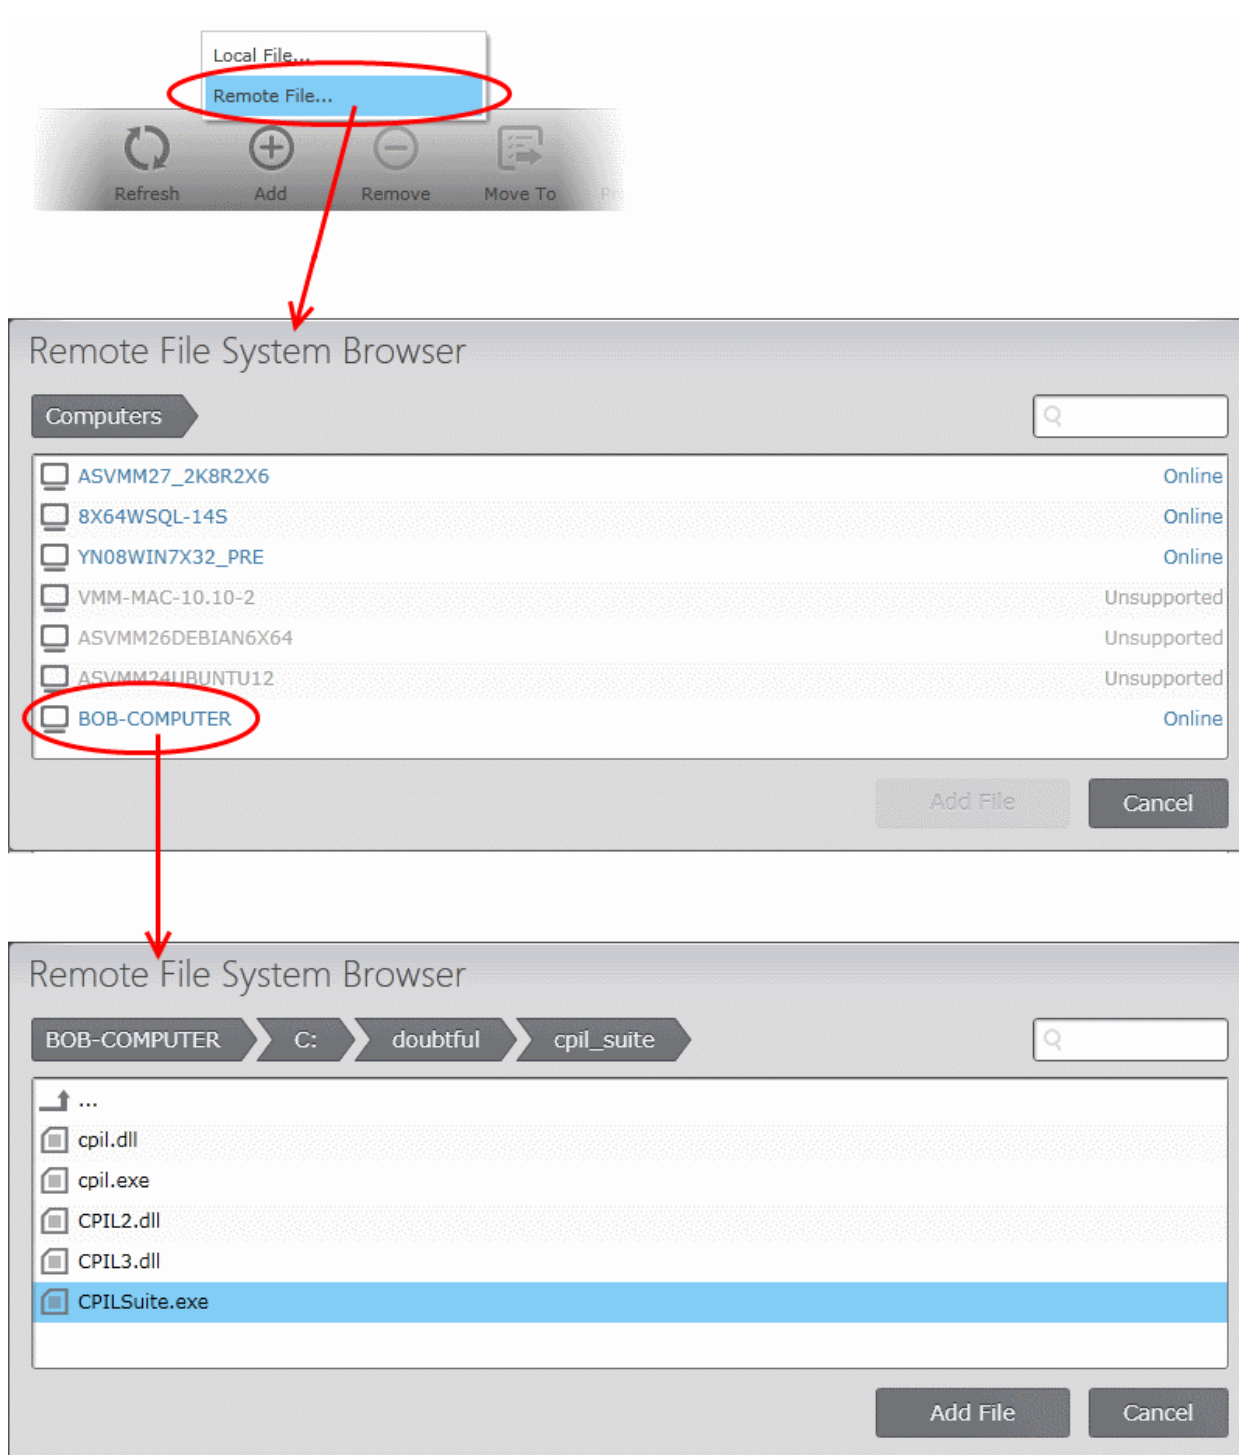 Local File...
Remote File...
Refresh Add Remove Move To
Remote File System Browser
Computers
ASVMM27_2K8R2X6 Online
8X64WSQL-14S Online
YN08WIN7X32_PRE Online
VMM-MAC-10.10-2 Unsupported
ASVMM26DEBIAN6X64 Unsupported
ASVMM24UBUNTU12 Unsupported
BOB-COMPUTER Online
Add File Cancel
Remote File System Browser
BOB-COMPUTER C: doubtful cpil_suite
...
cpil.dll
cpil.exe
CPIL2.dll
CPIL3.dll
CPILSuite.exe
Add File Cancel